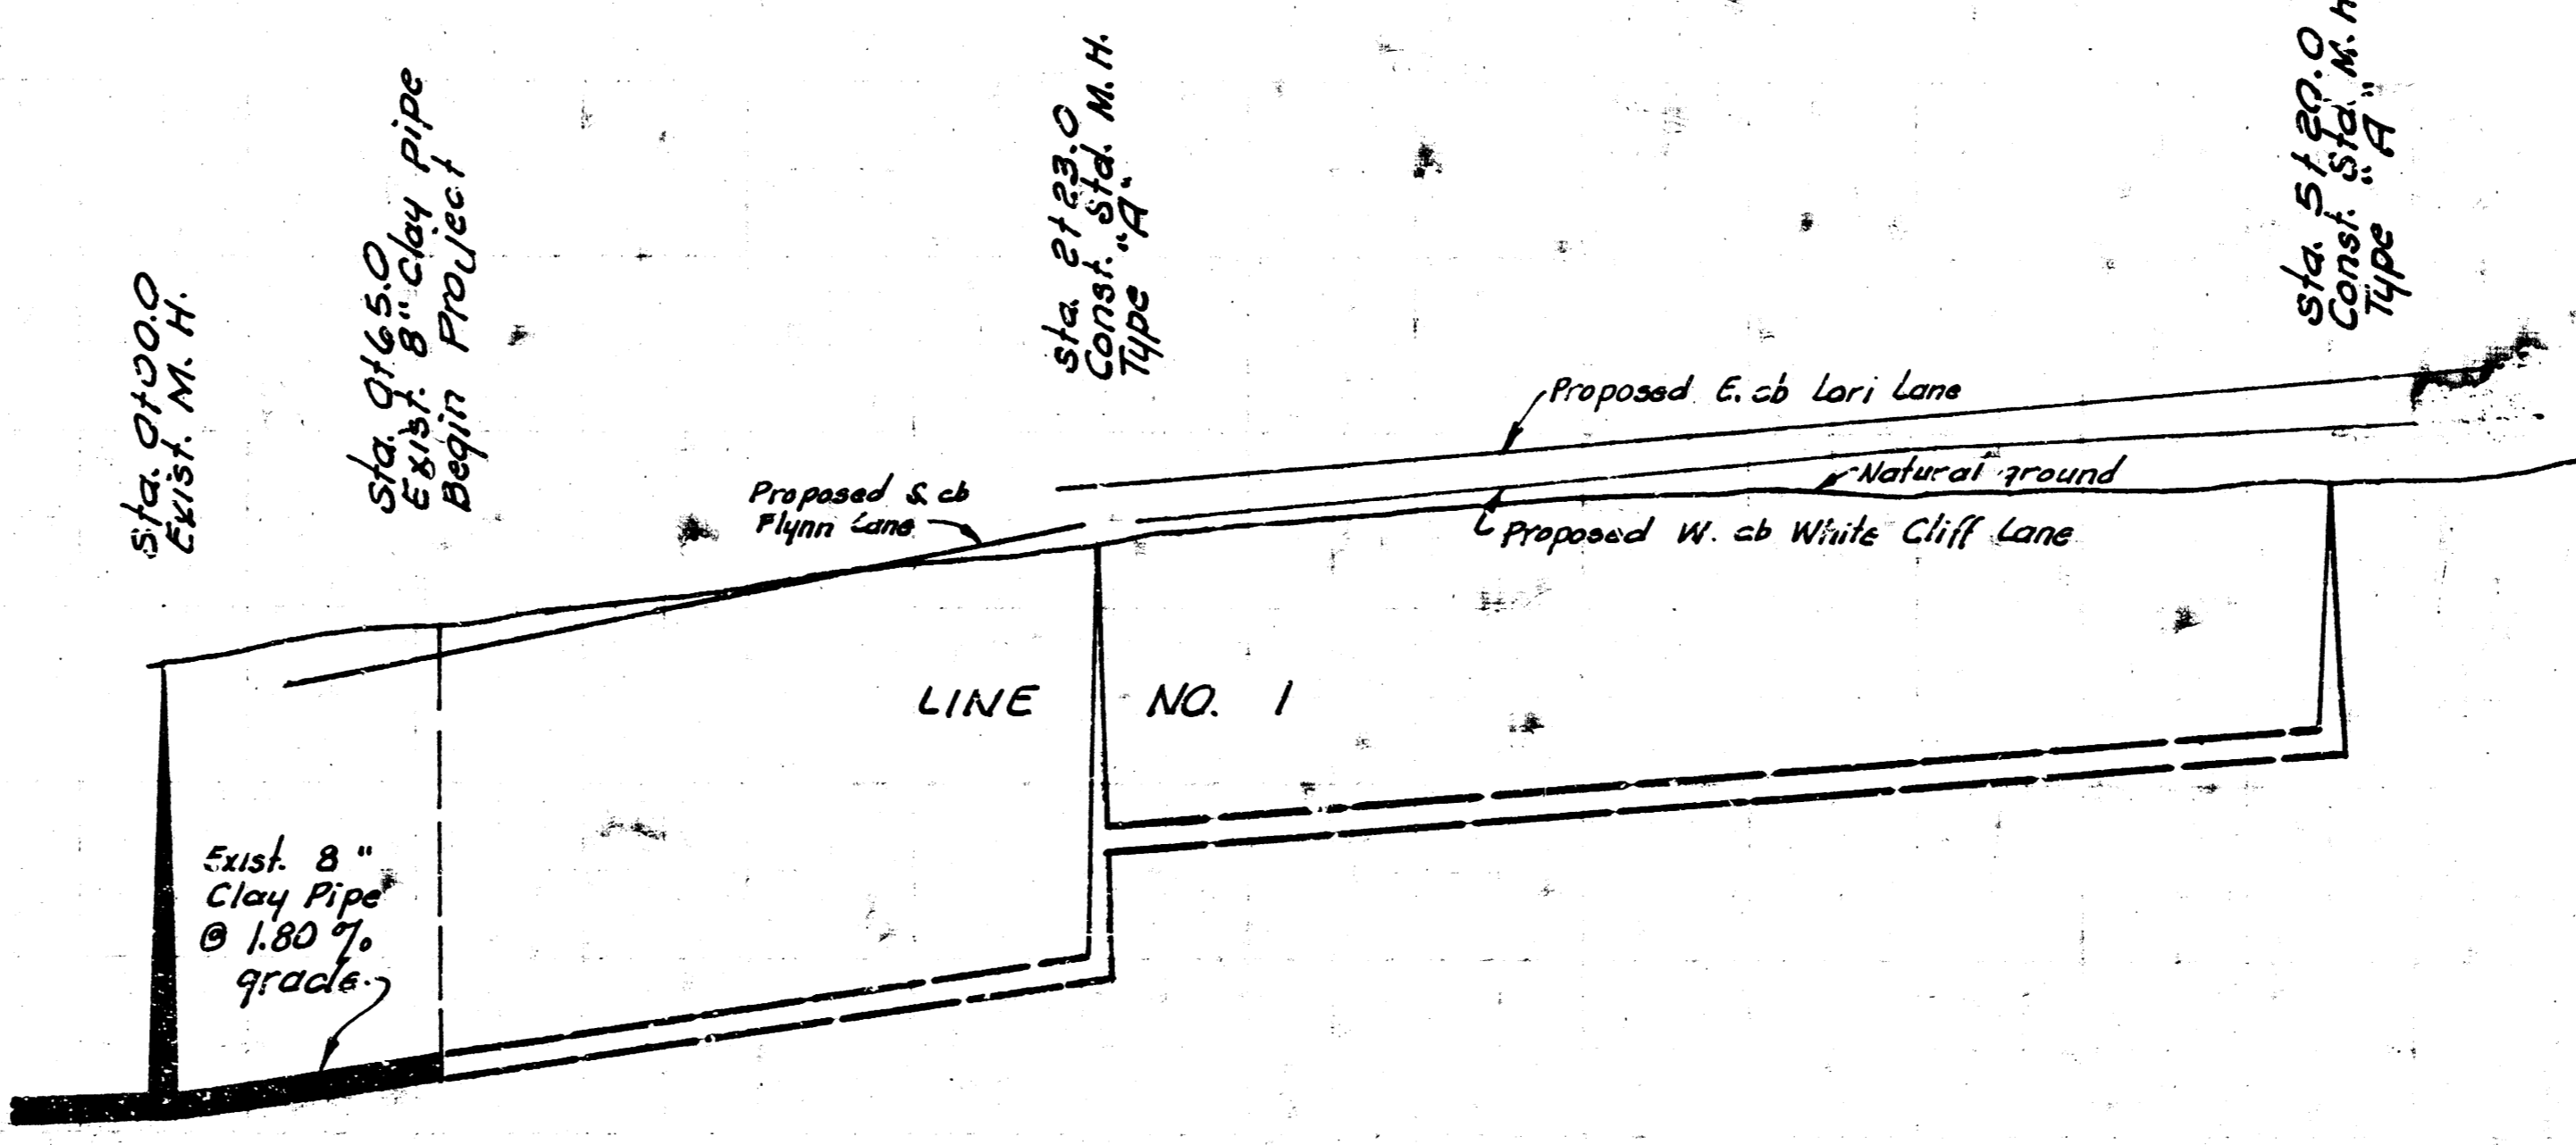 Sta. 0+00.0
Exist. M. H.
Sta. 0+65.0
Exist. 8" Clay Pipe
Begin Project
Sta. 2+23.0
Const. Std. M. H.
Type "A"
Sta. 5+20.0
Const. Std. M. H
Type "A"
Proposed E. cb Lori Lane
Proposed S. cb
Flynn Lane
Natural ground
Proposed W. cb White Cliff Lane
LINE NO. 1
Exist. 8"
Clay Pipe
@ 1.80 %
grade.